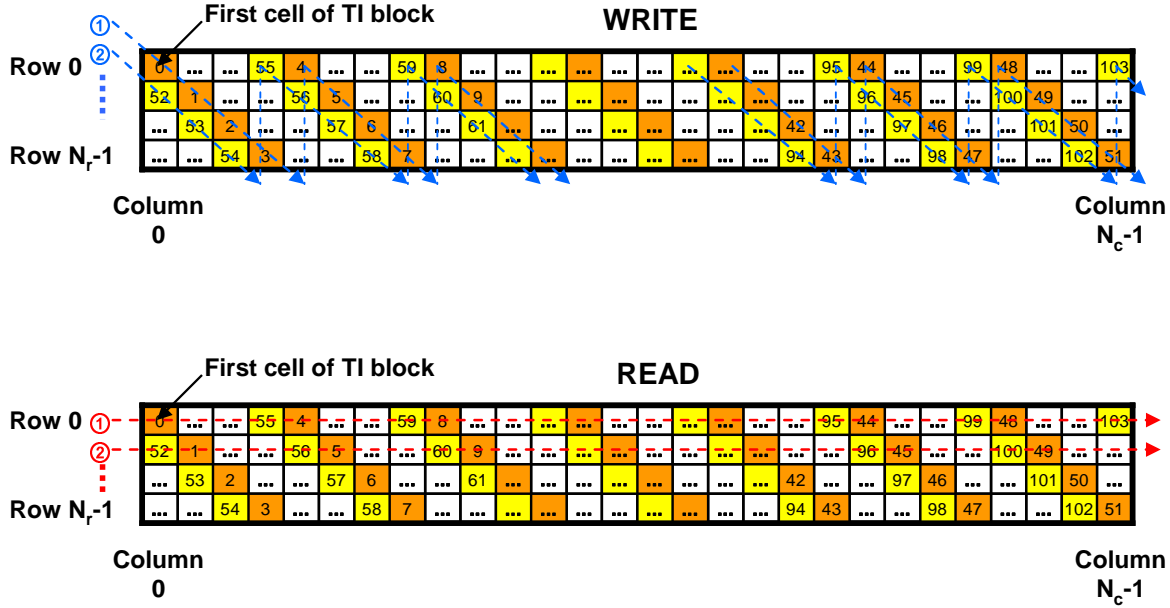 First cell of TI block
WRITE
①
②
Row 0 0 ... ... 55 4 ... ... 59 8 ... ... ... ... ... ... ... ... ... ... 95 44 ... ... 99 48 ... ... 103
52 1 ... ... 56 5 ... ... 60 9 ... ... ... ... ... ... ... ... ... ... 96 45 ... ... 100 49 ... ...
... 53 2 ... ... 57 6 ... ... 61 ... ... ... ... ... ... ... ... 42 ... ... 97 46 ... ... 101 50 ...
Row Nr-1 ... ... 54 3 ... ... 58 7 ... ... ... ... ... ... ... ... ... ... 94 43 ... ... 98 47 ... ... 102 51
Column Column
0 Nc-1
First cell of TI block
READ
Row 0 ① 0 ... ... 55 4 ... ... 59 8 ... ... ... ... ... ... ... ... ... ... 95 44 ... ... 99 48 ... ... 103
② 52 1 ... ... 56 5 ... ... 60 9 ... ... ... ... ... ... ... ... ... ... 96 45 ... ... 100 49 ... ...
... 53 2 ... ... 57 6 ... ... 61 ... ... ... ... ... ... ... ... 42 ... ... 97 46 ... ... 101 50 ...
Row Nr-1 ... ... 54 3 ... ... 58 7 ... ... ... ... ... ... ... ... ... ... 94 43 ... ... 98 47 ... ... 102 51
Column Column
0 Nc-1